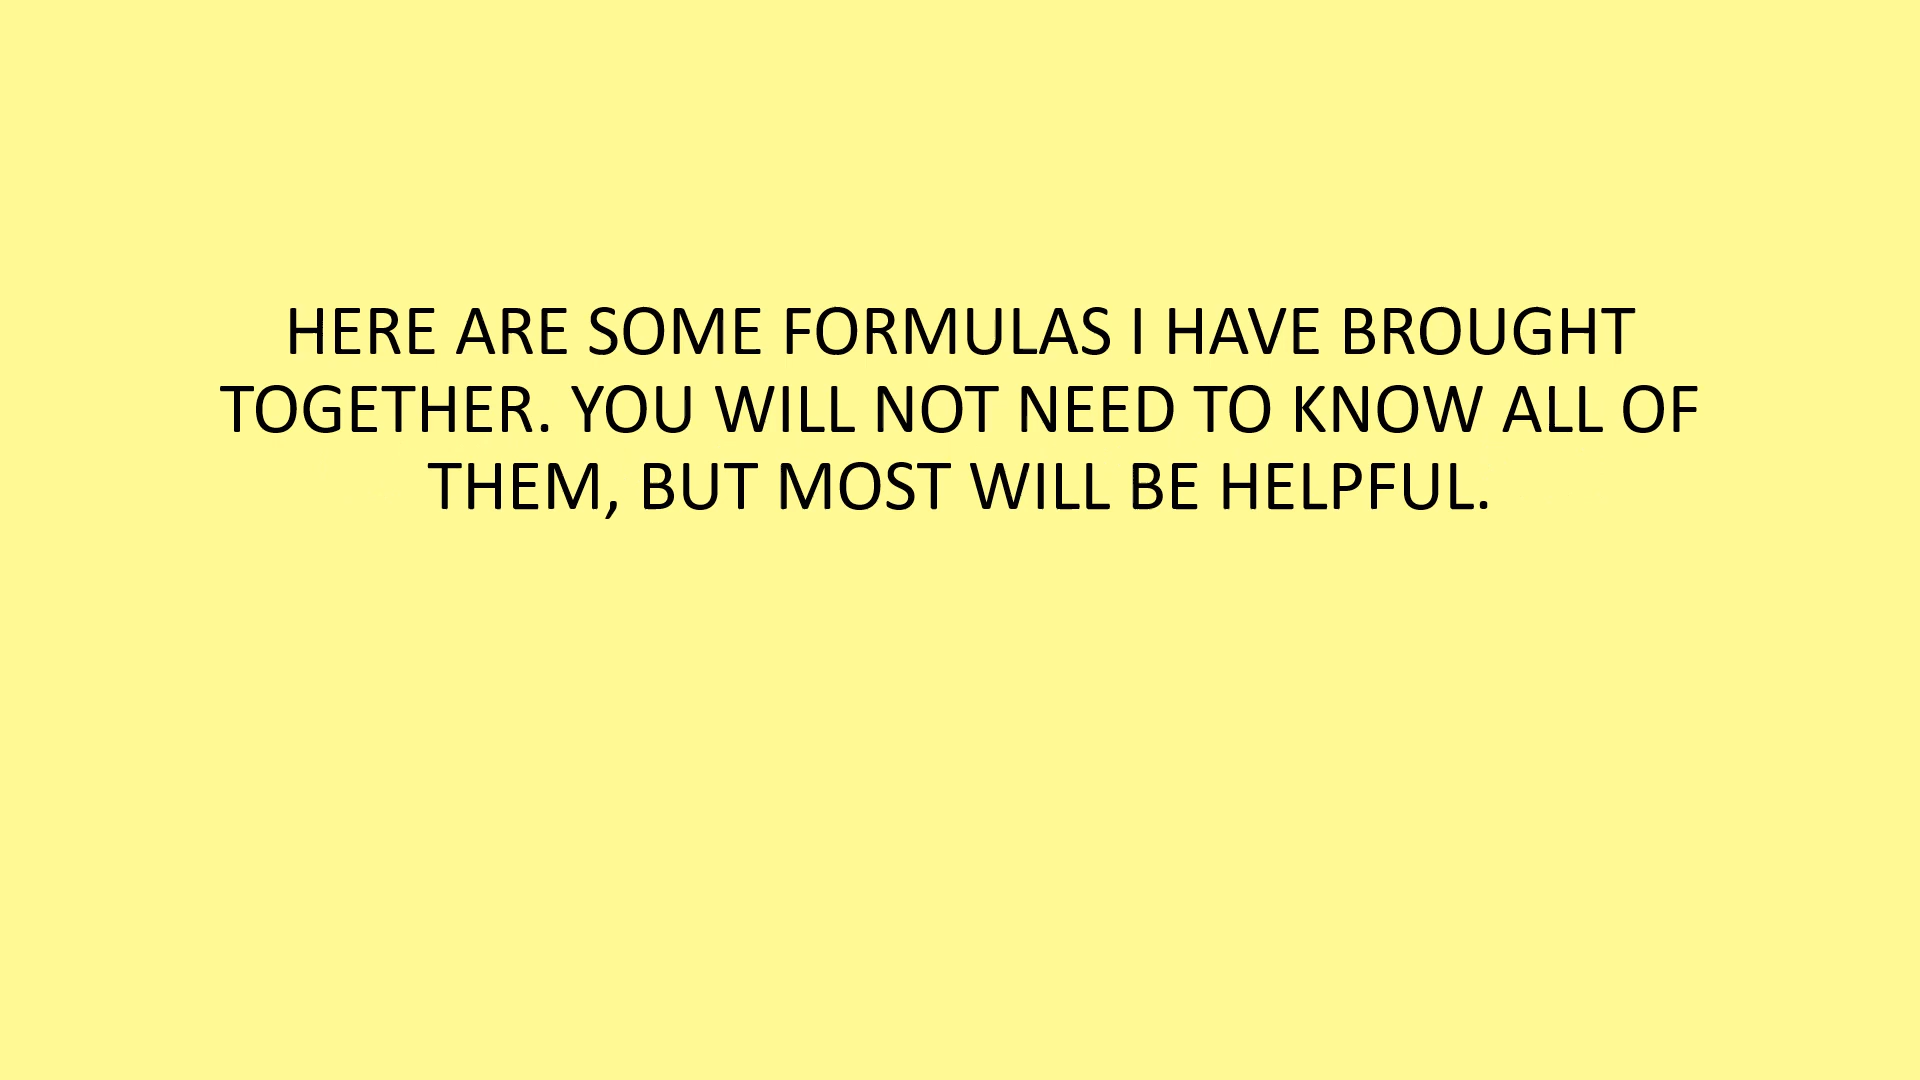 HERE ARE SOME FORMULAS I HAVE BROUGHT
TOGETHER. YOU WILL NOT NEED TO KNOW ALL OF
THEM, BUT MOST WILL BE HELPFUL.